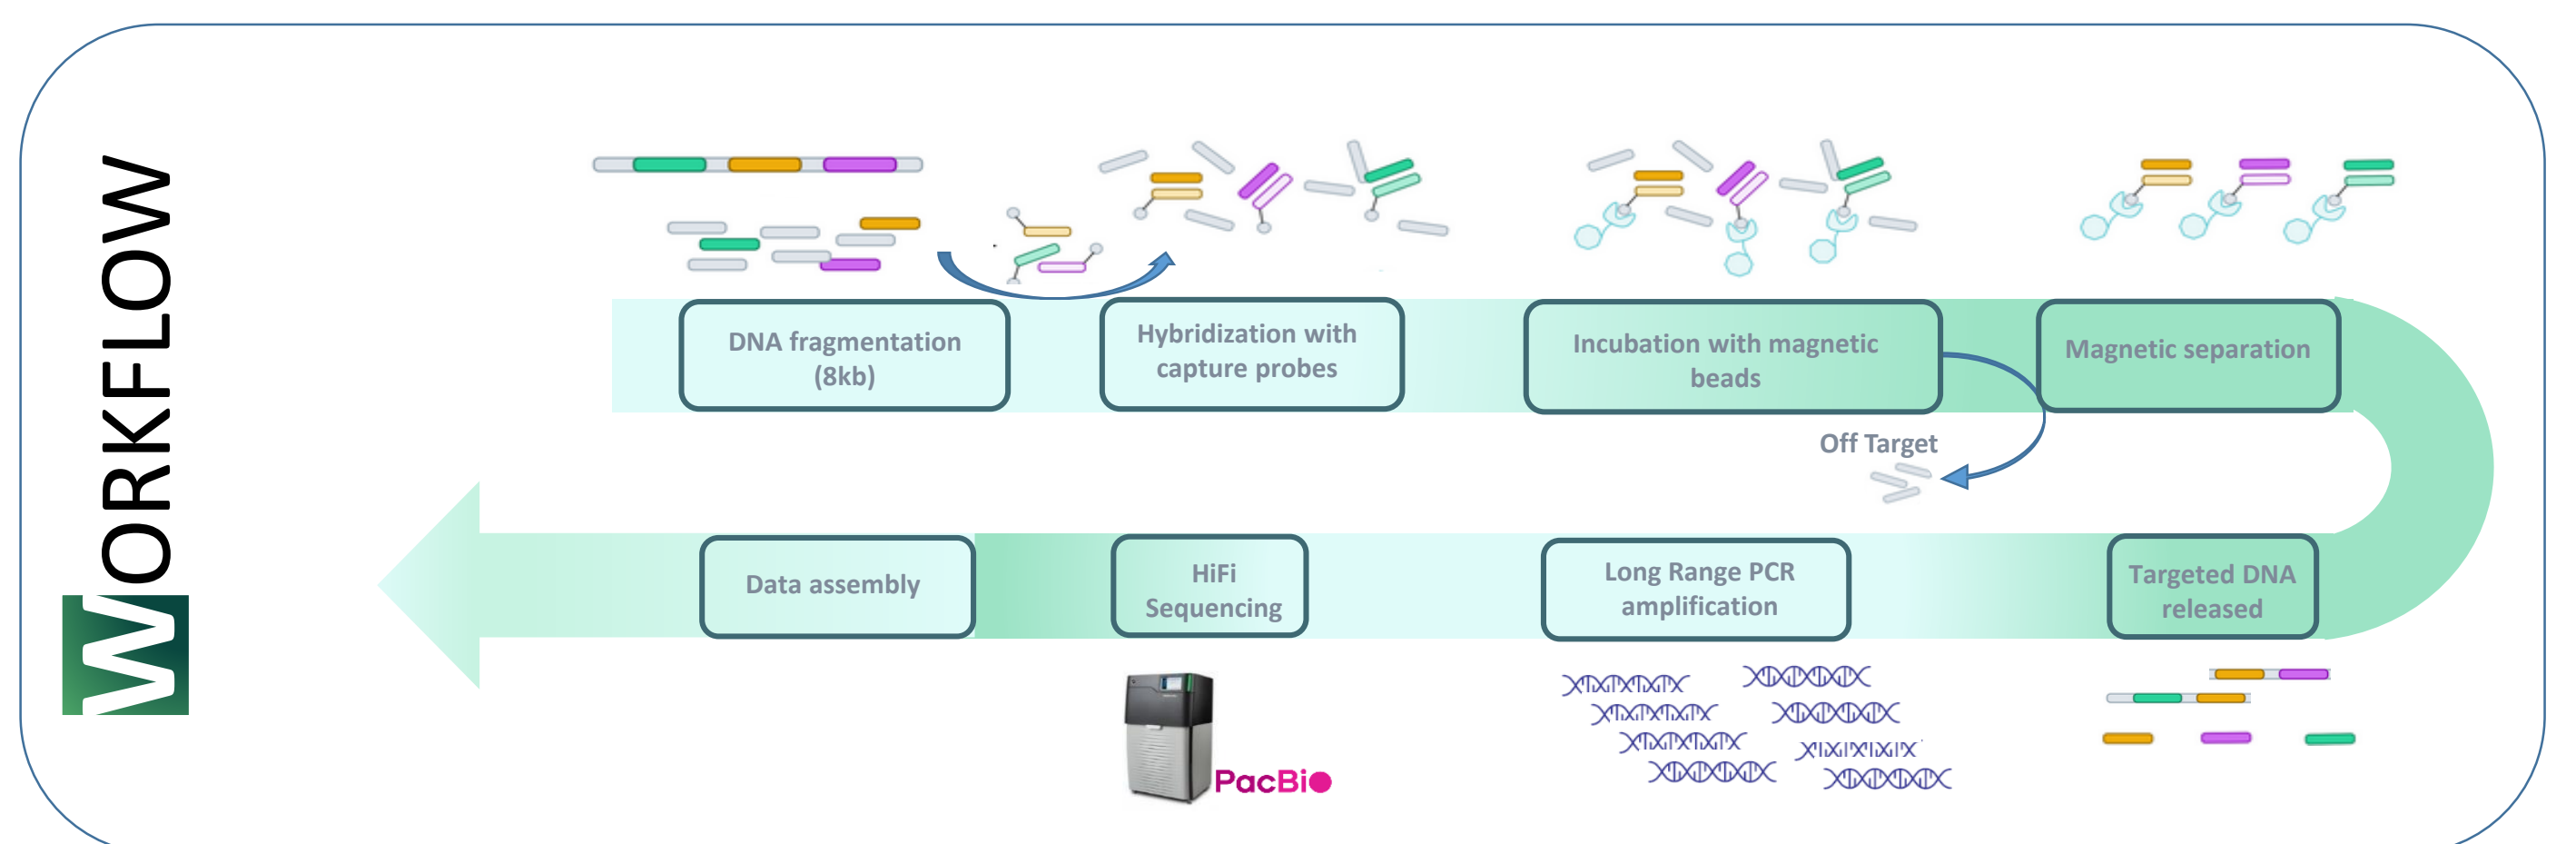 WORKFLOW
DNA fragmentation
(8kb)
Hybridization with
capture probes
Incubation with magnetic
beads
Magnetic separation
Off Target
Targeted DNA
released
Long Range PCR
amplification
HiFi
Sequencing
Data assembly
PacBio